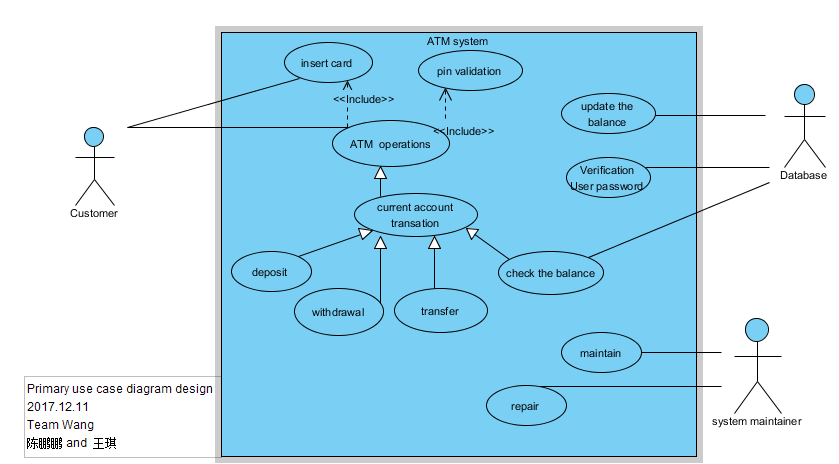 ATM system
insert card
pin validation
<<Include>>
<<Include>>
ATM operations
update the
balance
Verification
User password
Database
Customer
current account
transation
deposit
check the balance
withdrawal
transfer
maintain
repair
system maintainer
Primary use case diagram design
2017.12.11
Team Wang
陈鹏鹏 and 王琪